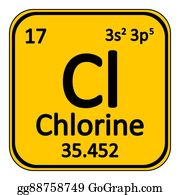 17 3s² 3p⁵
Cl
Chlorine
35.452
gg88758749 GoGraph.com